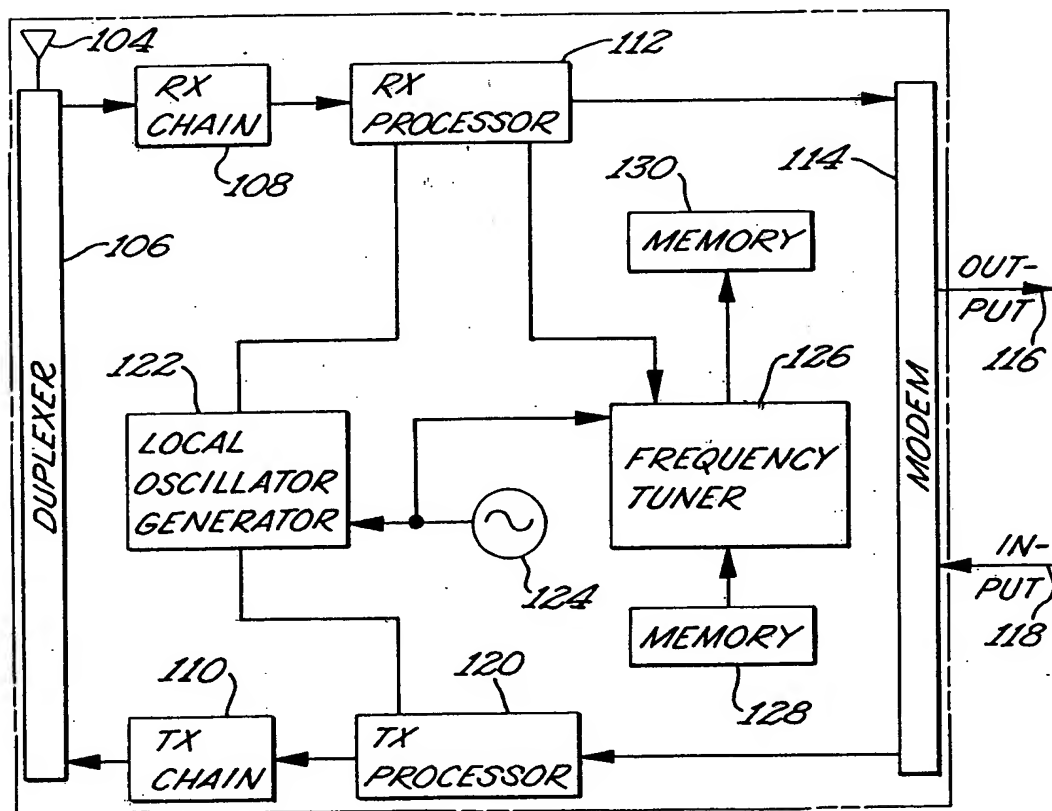 104
112
RX
CHAIN
RX
PROCESSOR
108
114
130
MEMORY
106
OUT-
PUT
116
122
126
DUPLEXER
LOCAL
OSCILLATOR
GENERATOR
FREQUENCY
TUNER
MODEM
124
IN-
PUT
118
MEMORY
128
110
120
TX
CHAIN
TX
PROCESSOR